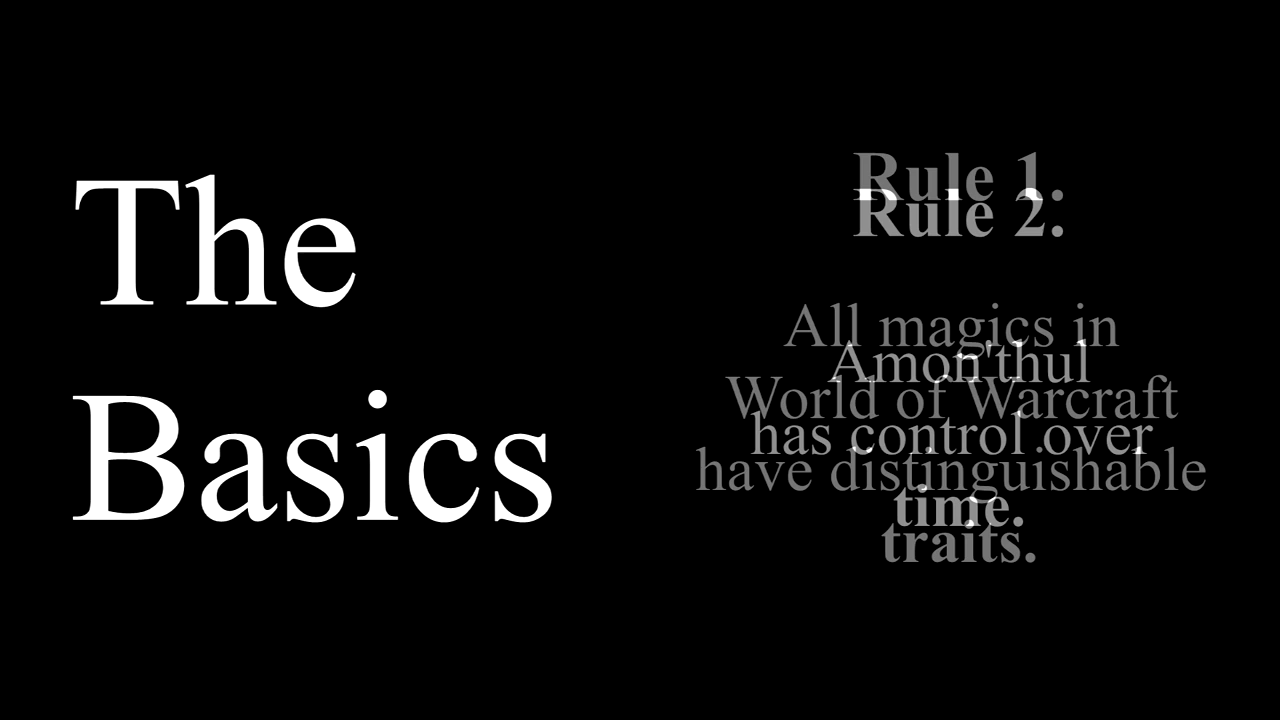 The
Basics
Rule 1:
All magics in
World of Warcraft
have distinguishable
traits.
Rule 2:
Amon'thul
has control over
time.